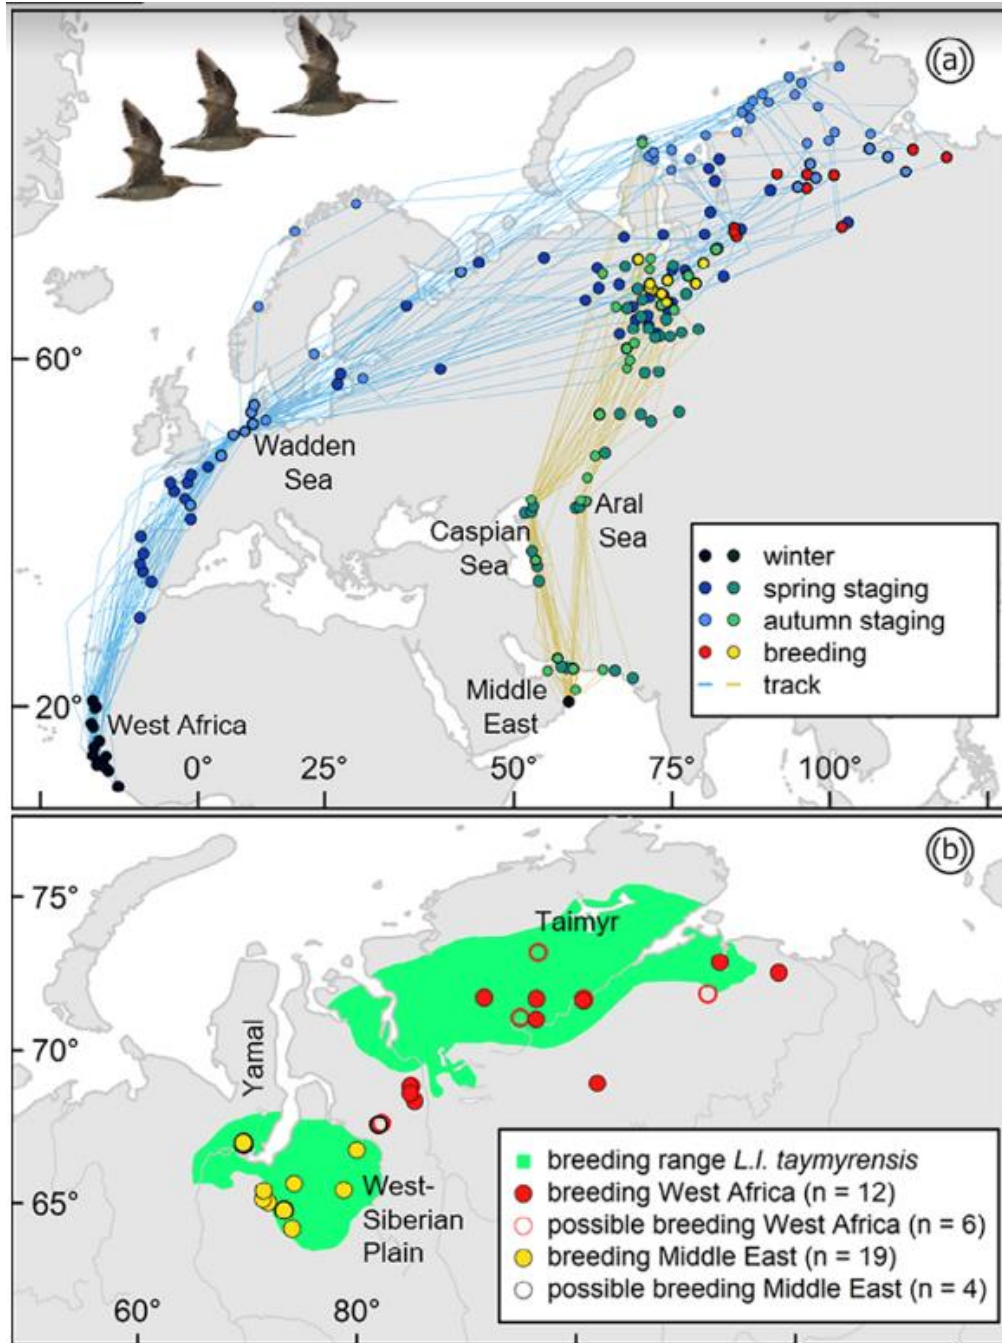 (a)
60°
Wadden
Sea
Caspian
Sea
Aral
Sea
winter
spring staging
autumn staging
breeding
track
20°
West Africa
Middle
East
0°
25°
50°
75°
100°
(b)
75°
Taimyr
70°
Yamal
65°
West-
Siberian
Plain
breeding range L.l. taymyrensis
breeding West Africa (n = 12)
possible breeding West Africa (n = 6)
breeding Middle East (n = 19)
possible breeding Middle East (n = 4)
60°
80°